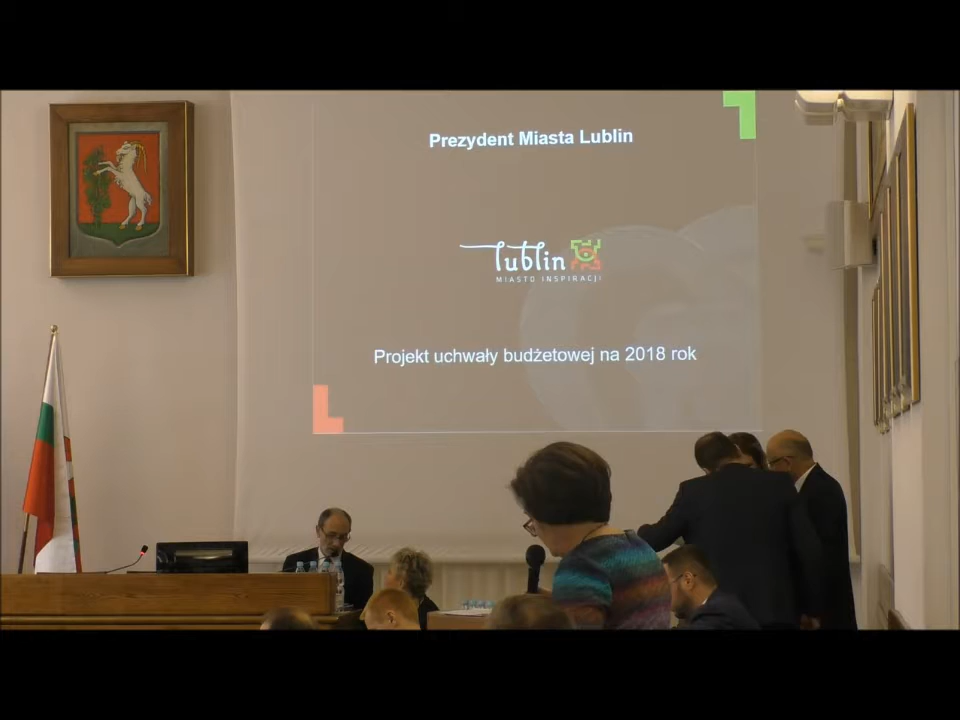 Prezydent Miasta Lublin
lublin
MIASTO INSPIRACJI
Projekt uchwały budżetowej na 2018 rok